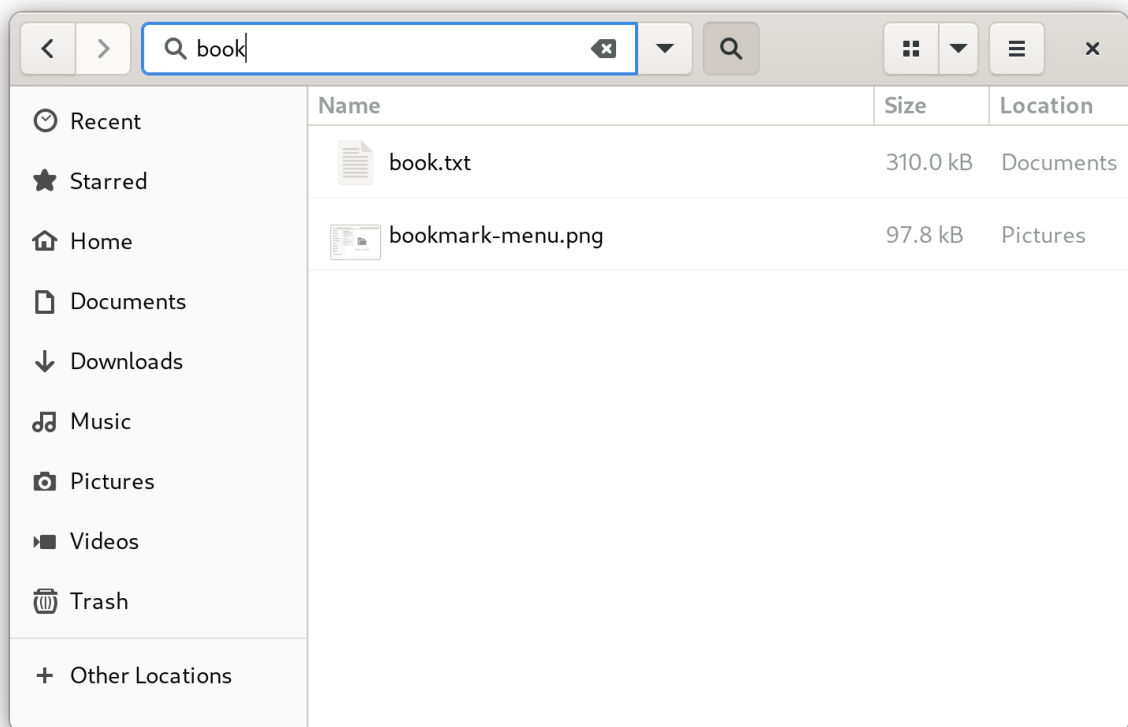 book
Name Size Location
Recent
book.txt 310.0 kB Documents
Starred
bookmark-menu.png 97.8 kB Pictures
Home
Documents
Downloads
Music
Pictures
Videos
Trash
Other Locations